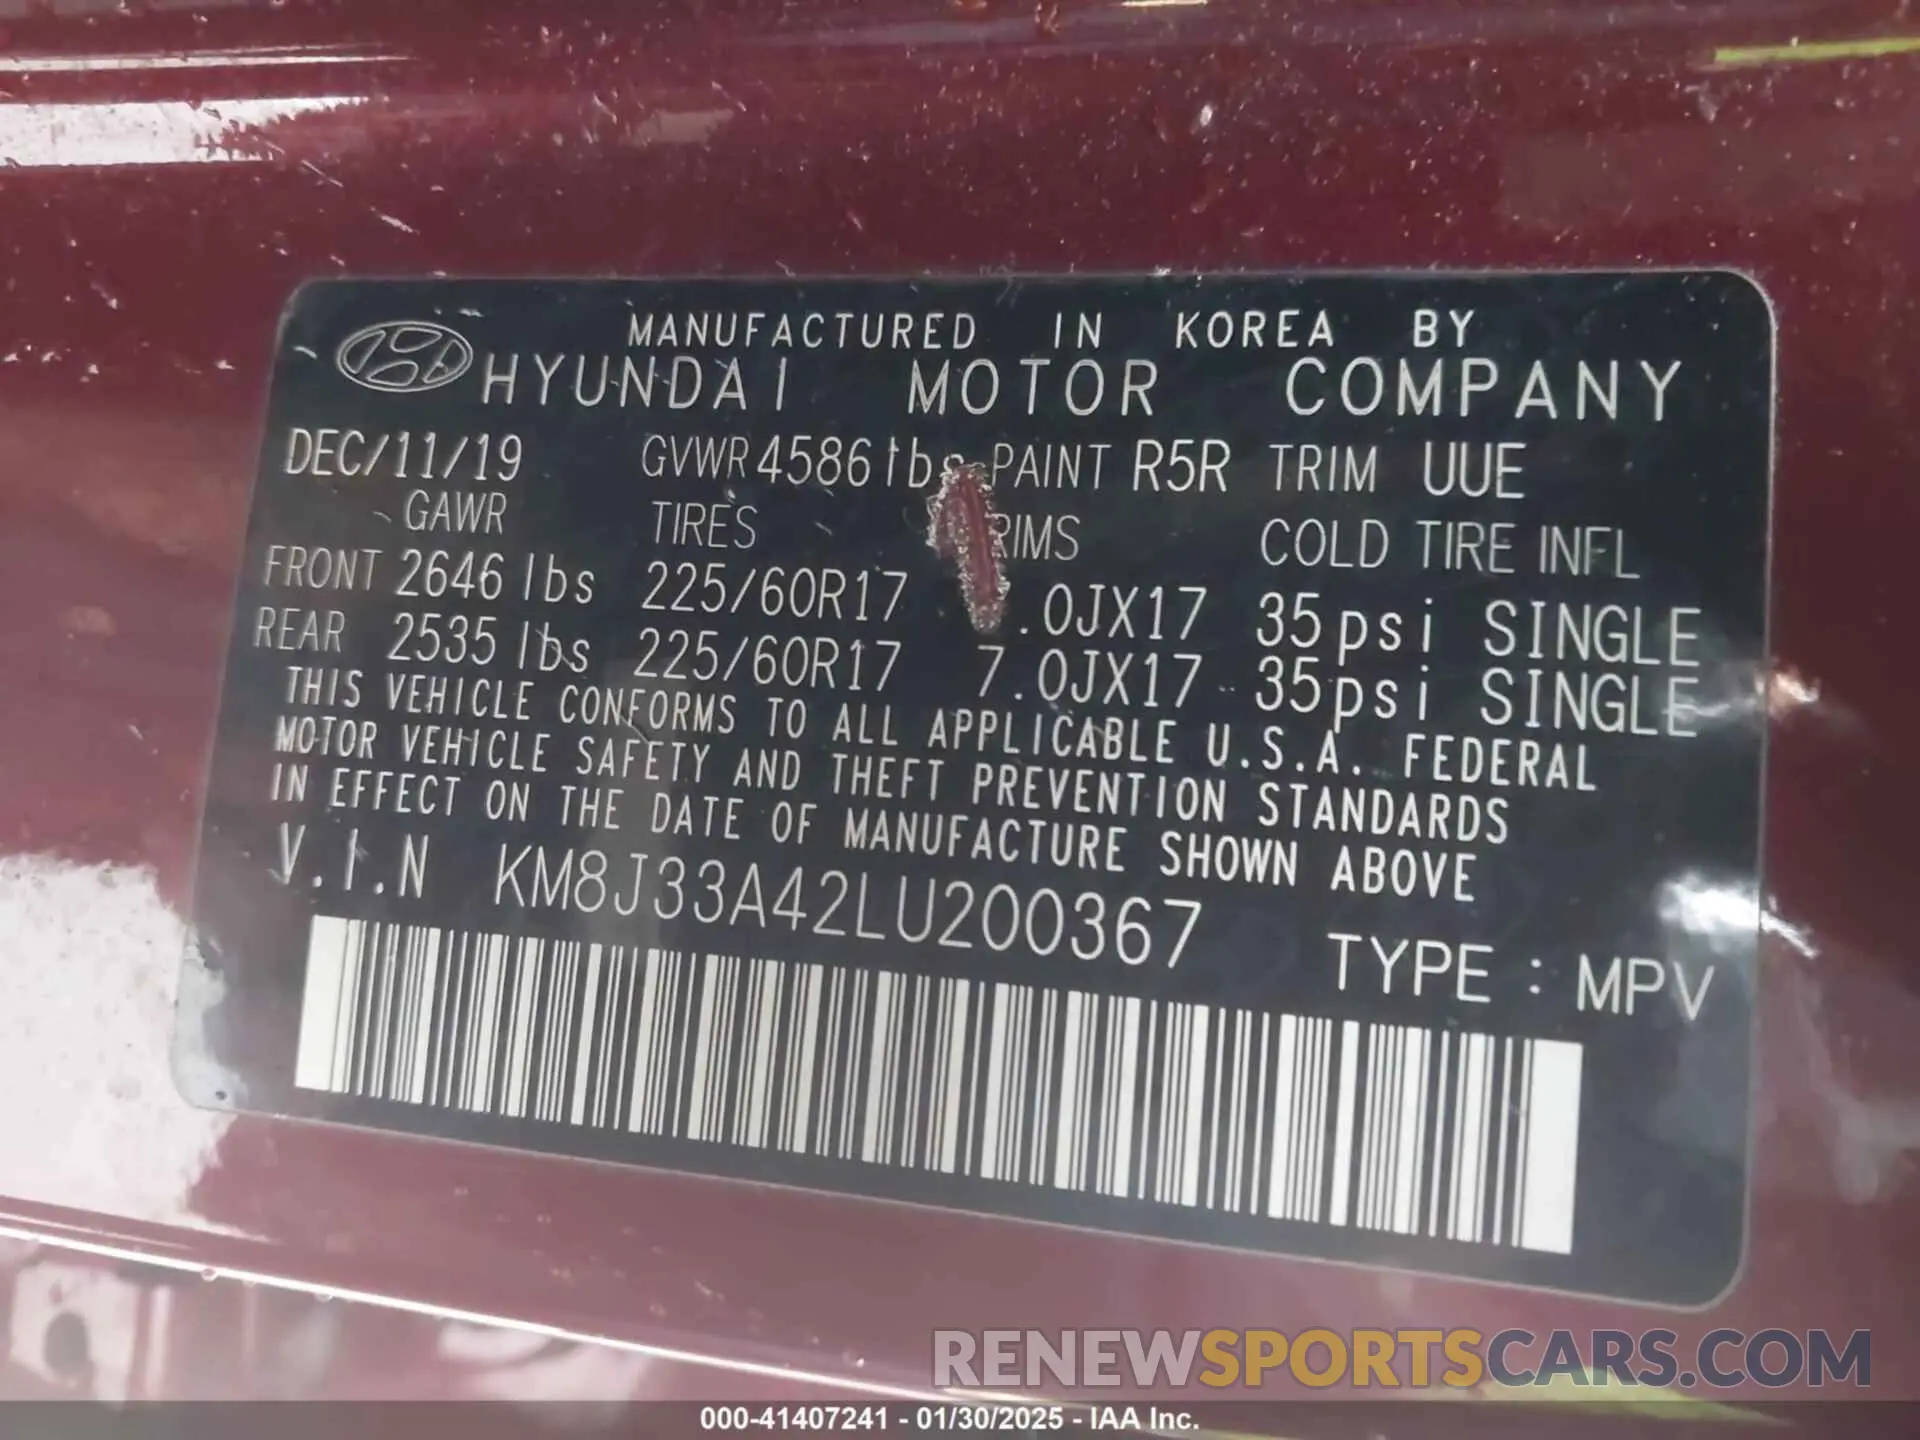 MANUFACTURED IN KOREA BY
HYUNDAI MOTOR COMPANY
DEC/11/19 GVWR 4586 lbs PAINT R5R TRIM UUE
GAWR TIRES RIMS COLD TIRE INFL
FRONT 2646 lbs 225/60R17 7.0JX17 35psi SINGLE
REAR 2535 lbs 225/60R17 7.0JX17 35psi SINGLE
THIS VEHICLE CONFORMS TO ALL APPLICABLE U.S.A. FEDERAL
MOTOR VEHICLE SAFETY AND THEFT PREVENTION STANDARDS
IN EFFECT ON THE DATE OF MANUFACTURE SHOWN ABOVE
V.I.N KM8J33A42LU200367
TYPE : MPV
RENEWSPORTSCARS.COM
000-41407241 - 01/30/2025 - IAA Inc.